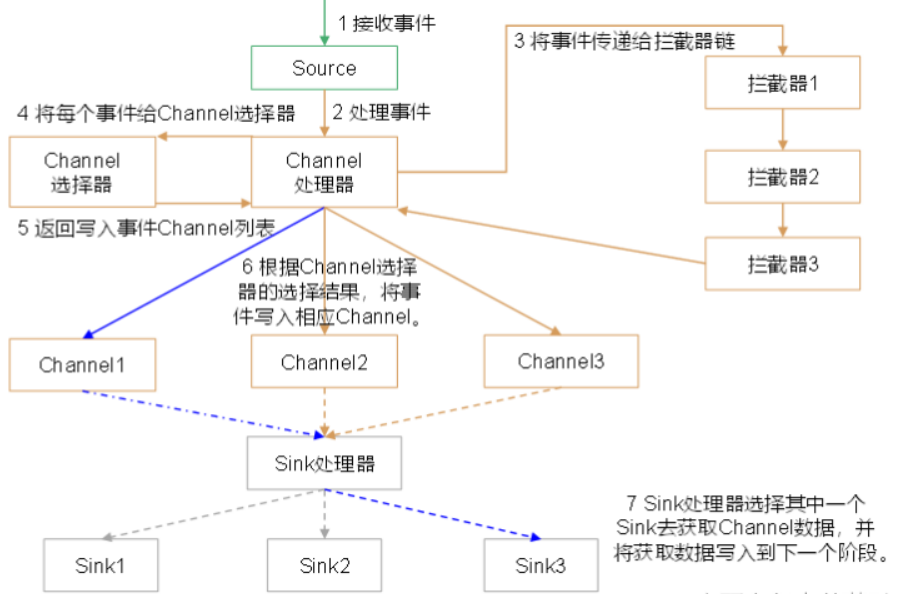 1 接收事件
Source
2 处理事件
3 将事件传递给拦截器链
拦截器1
拦截器2
拦截器3
4 将每个事件给Channel选择器
Channel
选择器
Channel
处理器
5 返回写入事件Channel列表
6 根据Channel选择
器的选择结果，将事
件写入相应Channel。
Channel1
Channel2
Channel3
Sink处理器
7 Sink处理器选择其中一个
Sink去获取Channel数据，并
将获取数据写入到下一个阶段。
Sink1
Sink2
Sink3